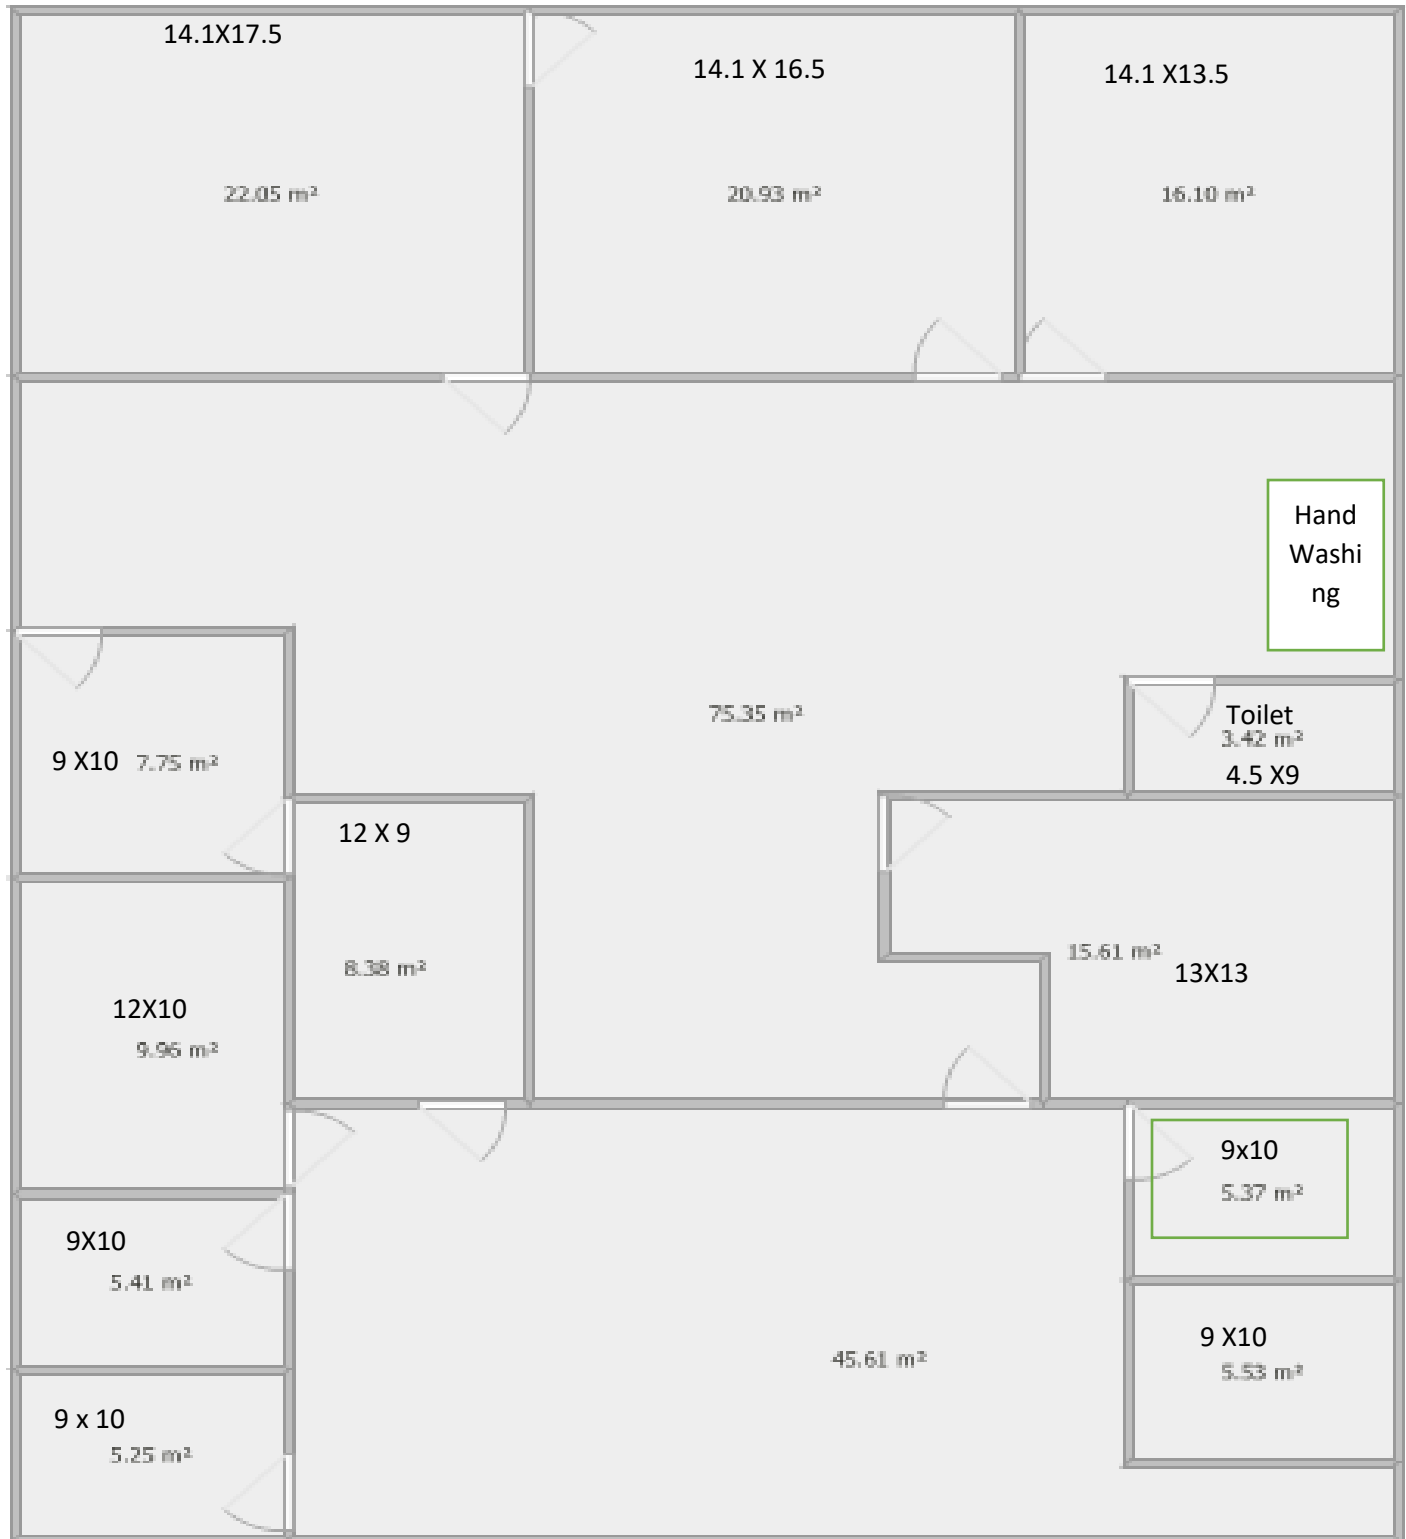 14.1X17.5
14.1 X 16.5
14.1 X13.5
22.05 m²
20.93 m²
16.10 m²
Hand
Washi
ng
75.35 m²
Toilet
3.42 m²
4.5 X9
9 X10 7.75 m²
12 X 9
8.38 m²
15.61 m²
13X13
12X10
9.96 m²
9x10
5.37 m²
9X10
5.41 m²
45.61 m²
9 X10
5.53 m²
9 x 10
5.25 m²